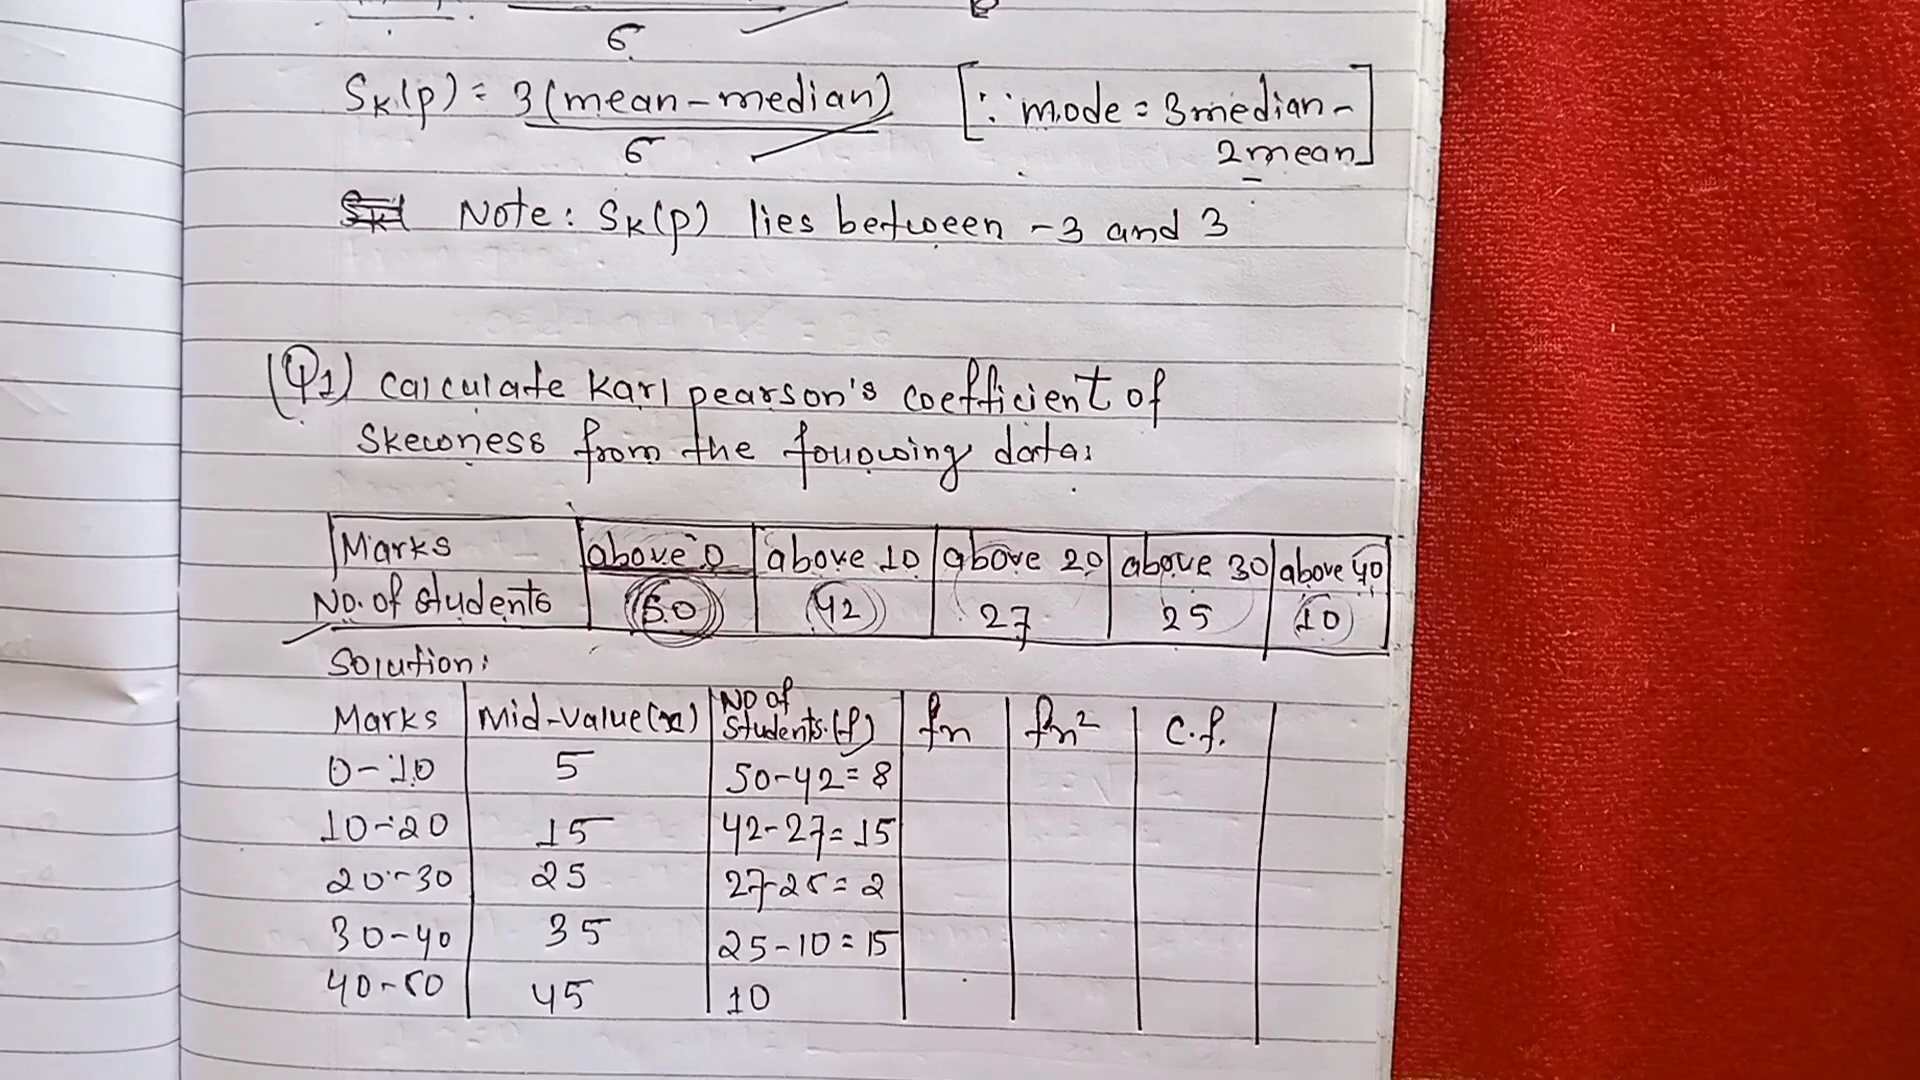 6
Sk(p) = 3(mean-median) [∵ mode = 3median-
6 2mean]
Note: Sk(p) lies between -3 and 3
(Q1) calculate Karl pearson's coefficient of
Skewness from the following data:
Marks above 0 above 10 above 20 above 30 above 40
No. of students 50 42 27 25 10
Solution:
Marks Mid-value(x) No of students (f) fx fx² c.f.
0-10 5 50-42=8
10-20 15 42-27=15
20-30 25 27-25=2
30-40 35 25-10=15
40-50 45 10